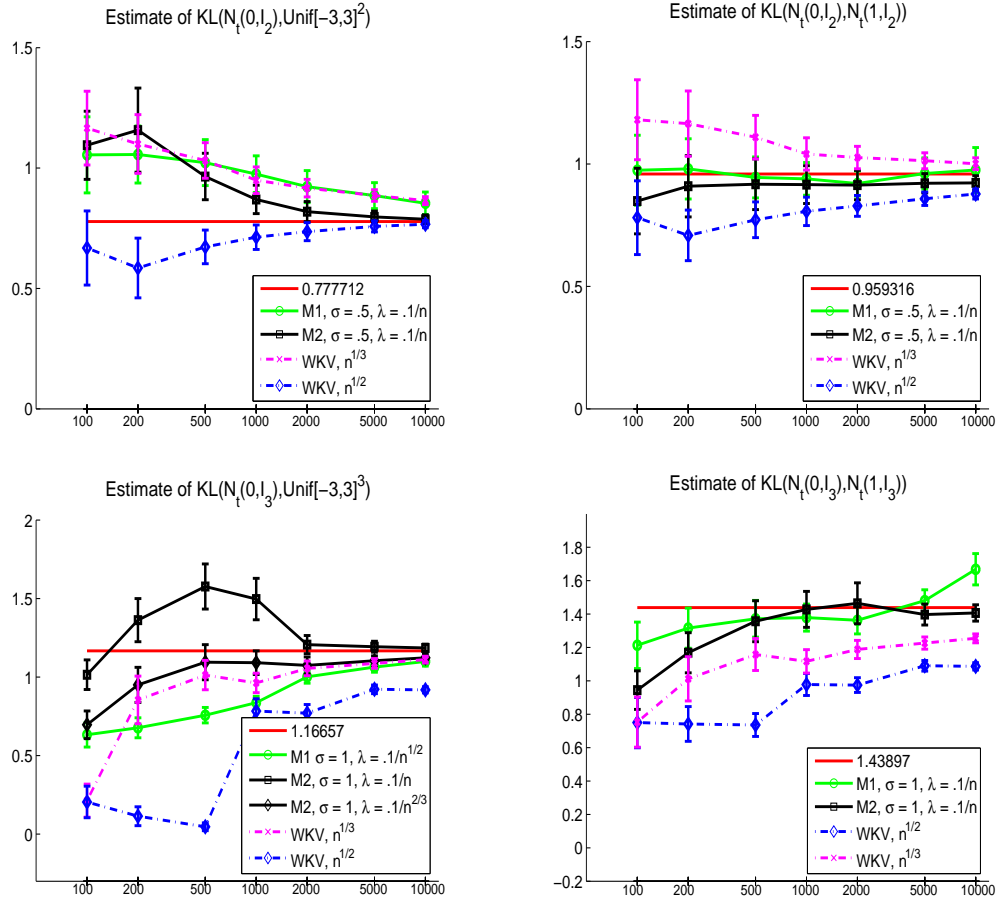 Estimate of KL(N_t(0,I_2),Unif[−3,3]^2)
1.5
1
0.5
0
100 200 500 1000 2000 5000 10000
0.777712
M1, σ = .5, λ = .1/n
M2, σ = .5, λ = .1/n
WKV, n^{1/3}
WKV, n^{1/2}
Estimate of KL(N_t(0,I_2),N_t(1,I_2))
1.5
1
0.5
0
100 200 500 1000 2000 5000 10000
0.959316
M1, σ = .5, λ = .1/n
M2, σ = .5, λ = .1/n
WKV, n^{1/3}
WKV, n^{1/2}
Estimate of KL(N_t(0,I_3),Unif[−3,3]^3)
2
1.5
1
0.5
0
100 200 500 1000 2000 5000 10000
1.16657
M1 σ = 1, λ = .1/n^{1/2}
M2, σ = 1, λ = .1/n
M2, σ = 1, λ = .1/n^{2/3}
WKV, n^{1/3}
WKV, n^{1/2}
Estimate of KL(N_t(0,I_3),N_t(1,I_3))
1.8
1.6
1.4
1.2
1
0.8
0.6
0.4
0.2
0
−0.2
100 200 500 1000 2000 5000 10000
1.43897
M1, σ = 1, λ = .1/n
M2, σ = 1, λ = .1/n
WKV, n^{1/2}
WKV, n^{1/3}